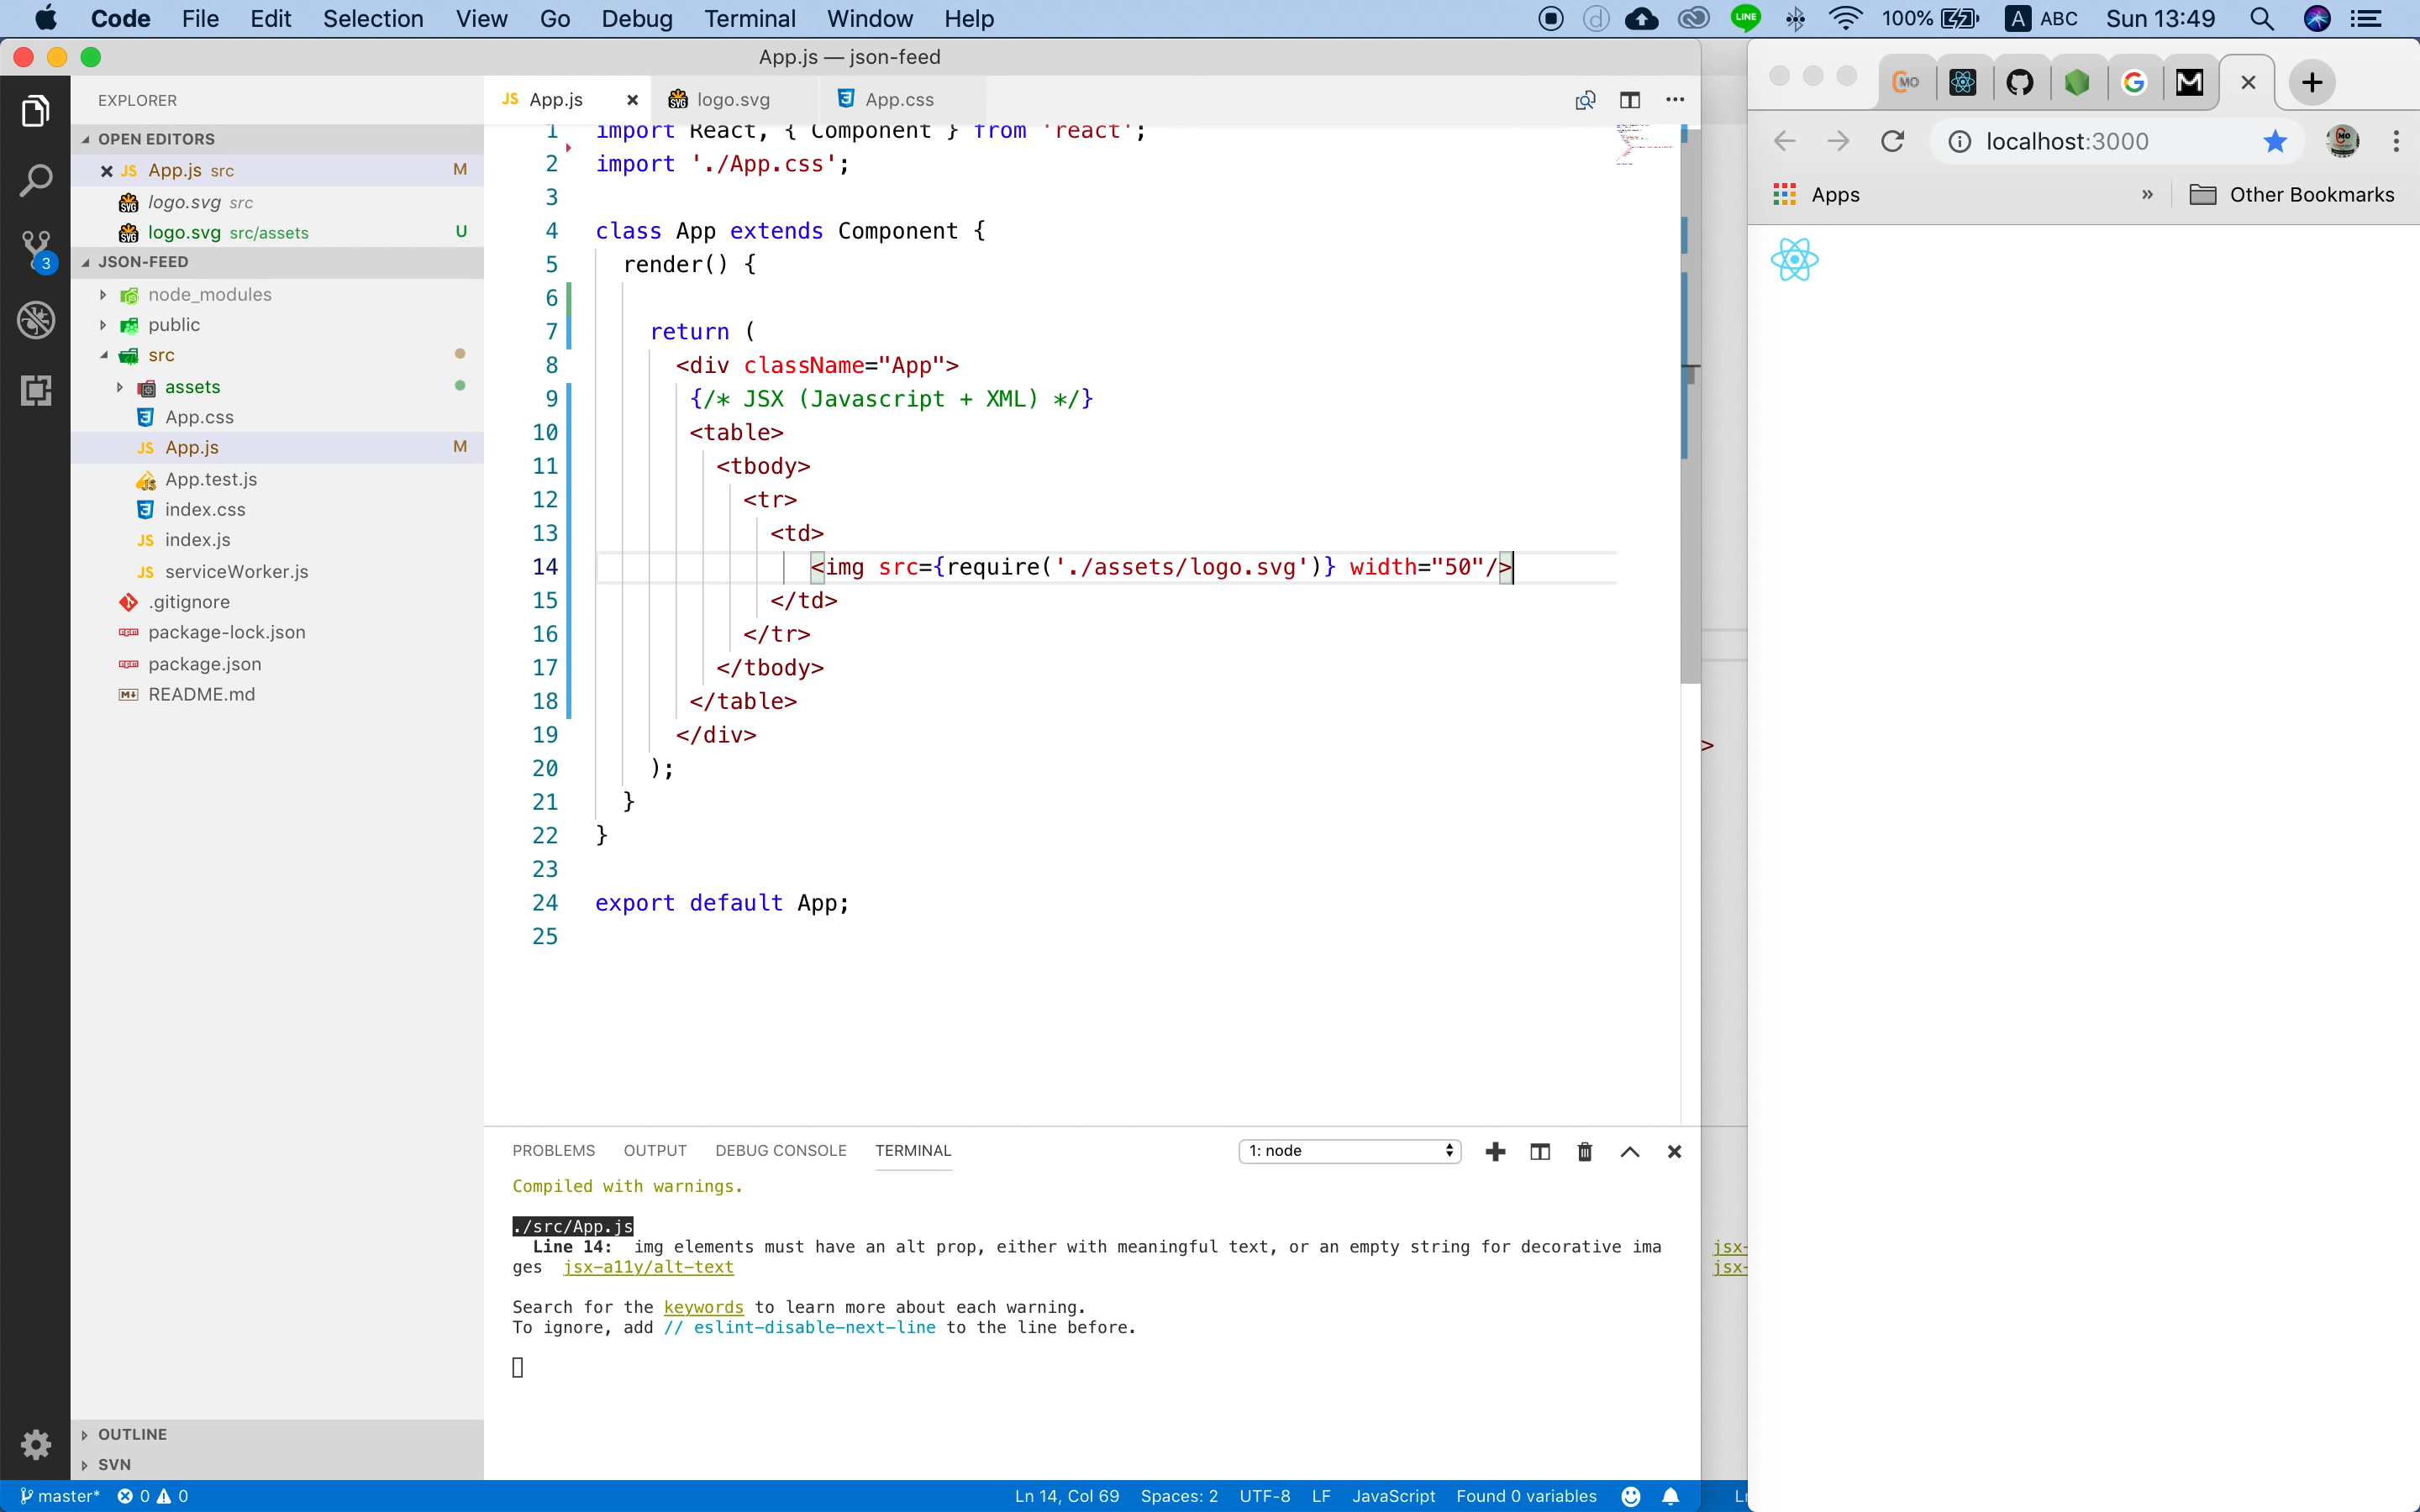 Code File Edit Selection View Go Debug Terminal Window Help
LINE 100% A ABC Sun 13:49
App.js — json-feed
EXPLORER
OPEN EDITORS
JS App.js src M
SVG logo.svg src
SVG logo.svg src/assets U
3
JSON-FEED
node_modules
public
src
assets
App.css
JS App.js M
App.test.js
index.css
JS index.js
JS serviceWorker.js
.gitignore
package-lock.json
package.json
README.md
OUTLINE
SVN
JS App.js
SVG logo.svg
App.css
1 import React, { Component } from 'react';
2 import './App.css';
3
4 class App extends Component {
5 render() {
6
7 return (
8 <div className="App">
9 {/* JSX (Javascript + XML) */}
10 <table>
11 <tbody>
12 <tr>
13 <td>
14 <img src={require('./assets/logo.svg')} width="50"/>
15 </td>
16 </tr>
17 </tbody>
18 </table>
19 </div>
20 );
21 }
22 }
23
24 export default App;
25
PROBLEMS OUTPUT DEBUG CONSOLE TERMINAL 1: node
Compiled with warnings.
./src/App.js
Line 14: img elements must have an alt prop, either with meaningful text, or an empty string for decorative ima
ges jsx-a11y/alt-text
Search for the keywords to learn more about each warning.
To ignore, add // eslint-disable-next-line to the line before.
master* 0 0 Ln 14, Col 69 Spaces: 2 UTF-8 LF JavaScript Found 0 variables
>
jsx-
jsx-
localhost:3000
Apps » Other Bookmarks